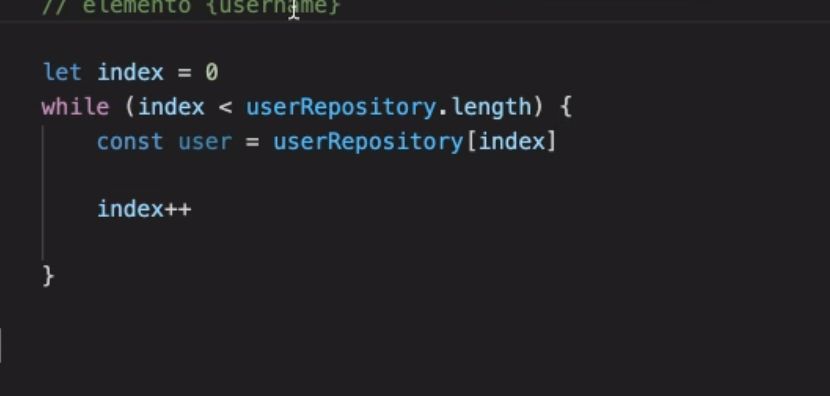 // elemento {username}
let index = 0
while (index < userRepository.length) {
const user = userRepository[index]
index++
}